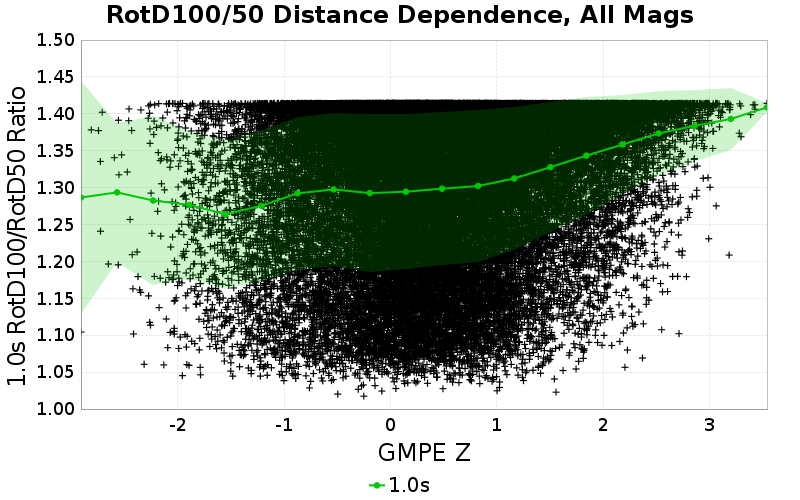 RotD100/50 Distance Dependence, All Mags
1.0s RotD100/RotD50 Ratio
1.50
1.45
1.40
1.35
1.30
1.25
1.20
1.15
1.10
1.05
1.00
-2 -1 0 1 2 3
GMPE Z
1.0s